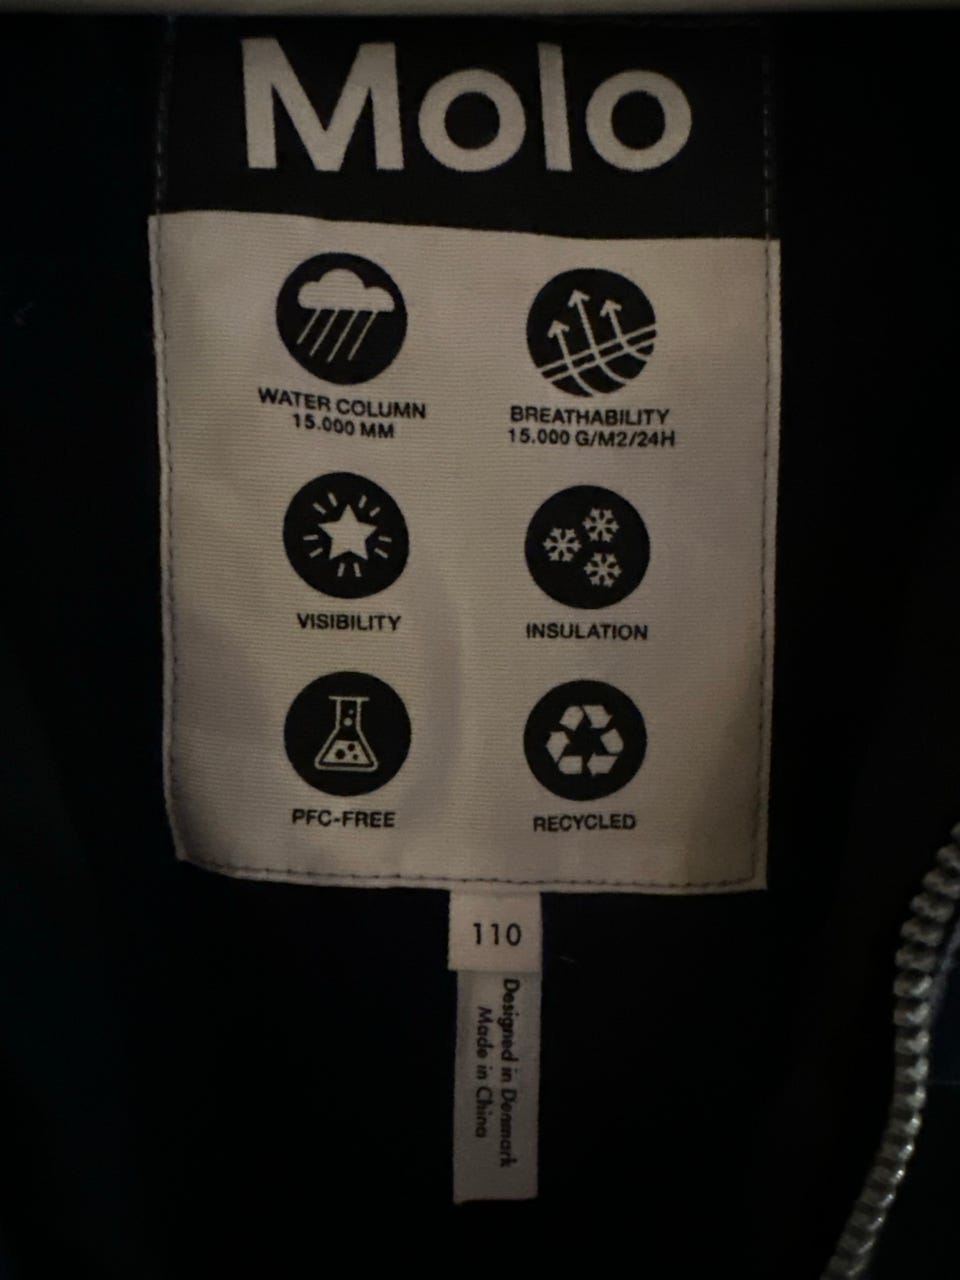 Molo
WATER COLUMN
15.000 MM
BREATHABILITY
15.000 G/M2/24H
VISIBILITY
INSULATION
PFC-FREE
RECYCLED
110
Designed in Denmark
Made in China